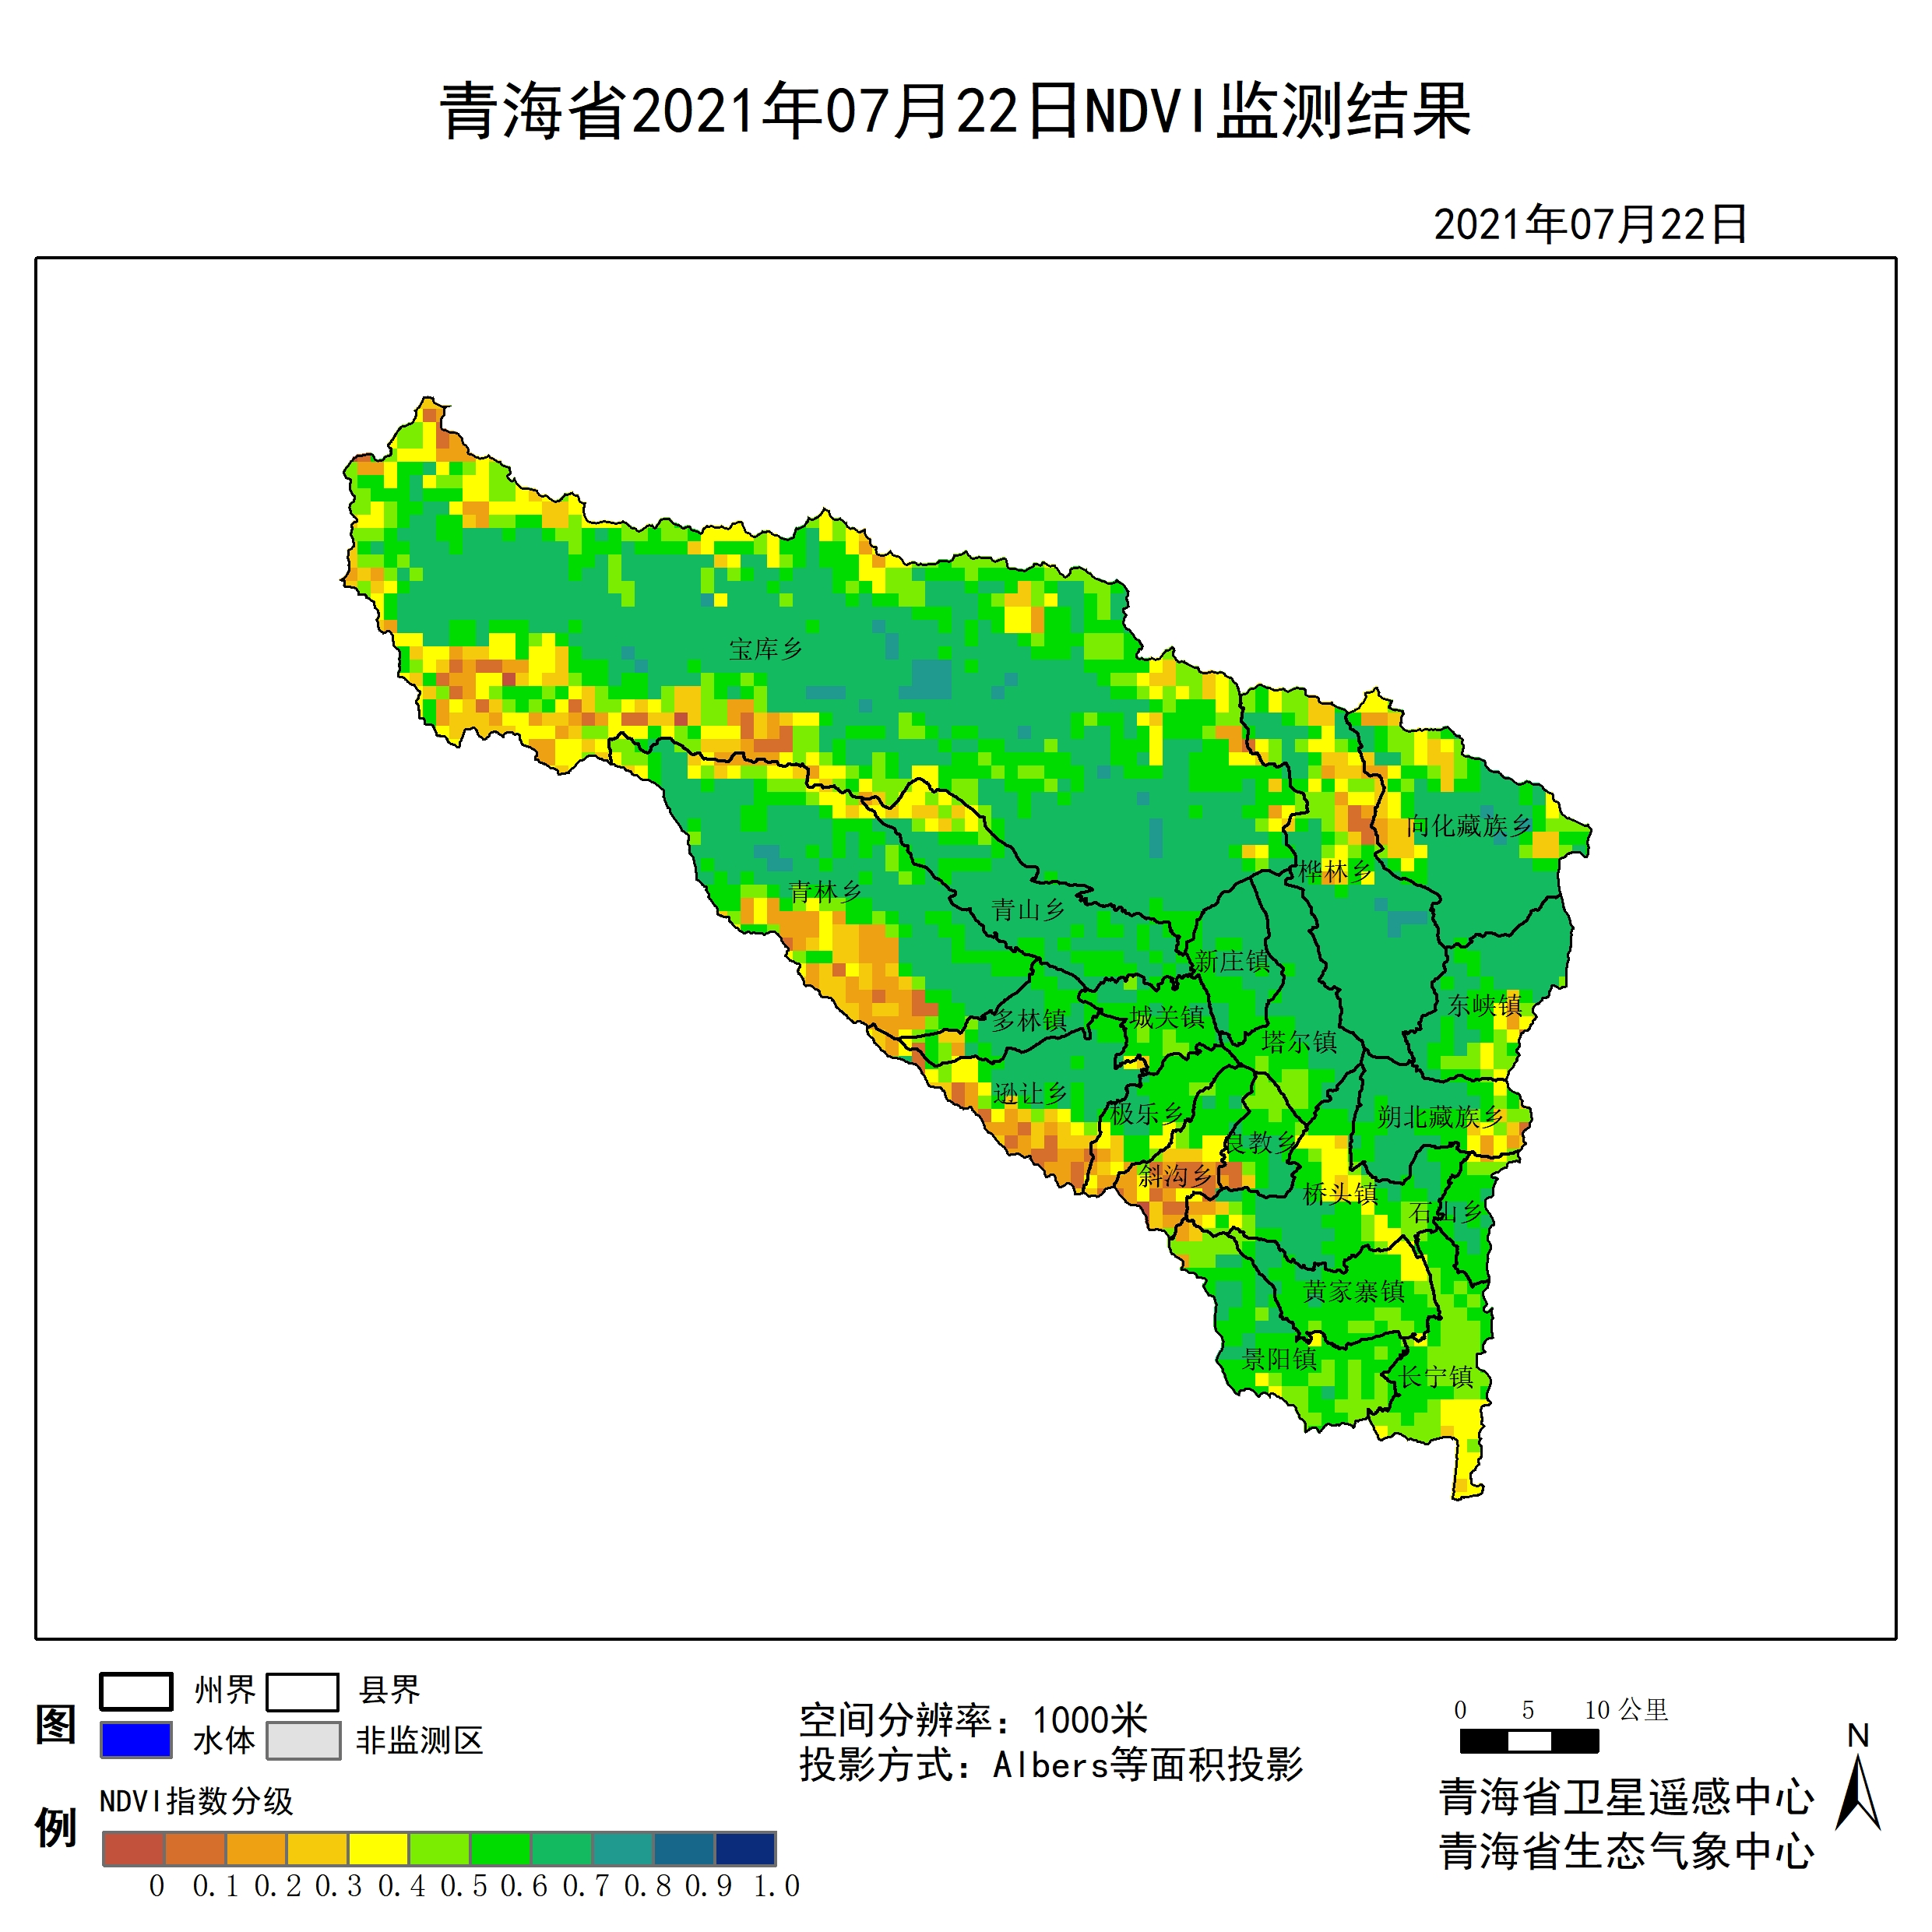 青海省2021年07月22日NDVI监测结果
2021年07月22日
宝库乡
向化藏族乡
桦林乡
青林乡
青山乡
新庄镇
东峡镇
多林镇
城关镇
塔尔镇
逊让乡
极乐乡
朔北藏族乡
良教乡
斜沟乡
桥头镇
石山乡
黄家寨镇
景阳镇
长宁镇
图例
州界 县界
水体 非监测区
NDVI指数分级
0 0.1 0.2 0.3 0.4 0.5 0.6 0.7 0.8 0.9 1.0
空间分辨率：1000米
投影方式：Albers等面积投影
0 5 10 公里
N
青海省卫星遥感中心
青海省生态气象中心